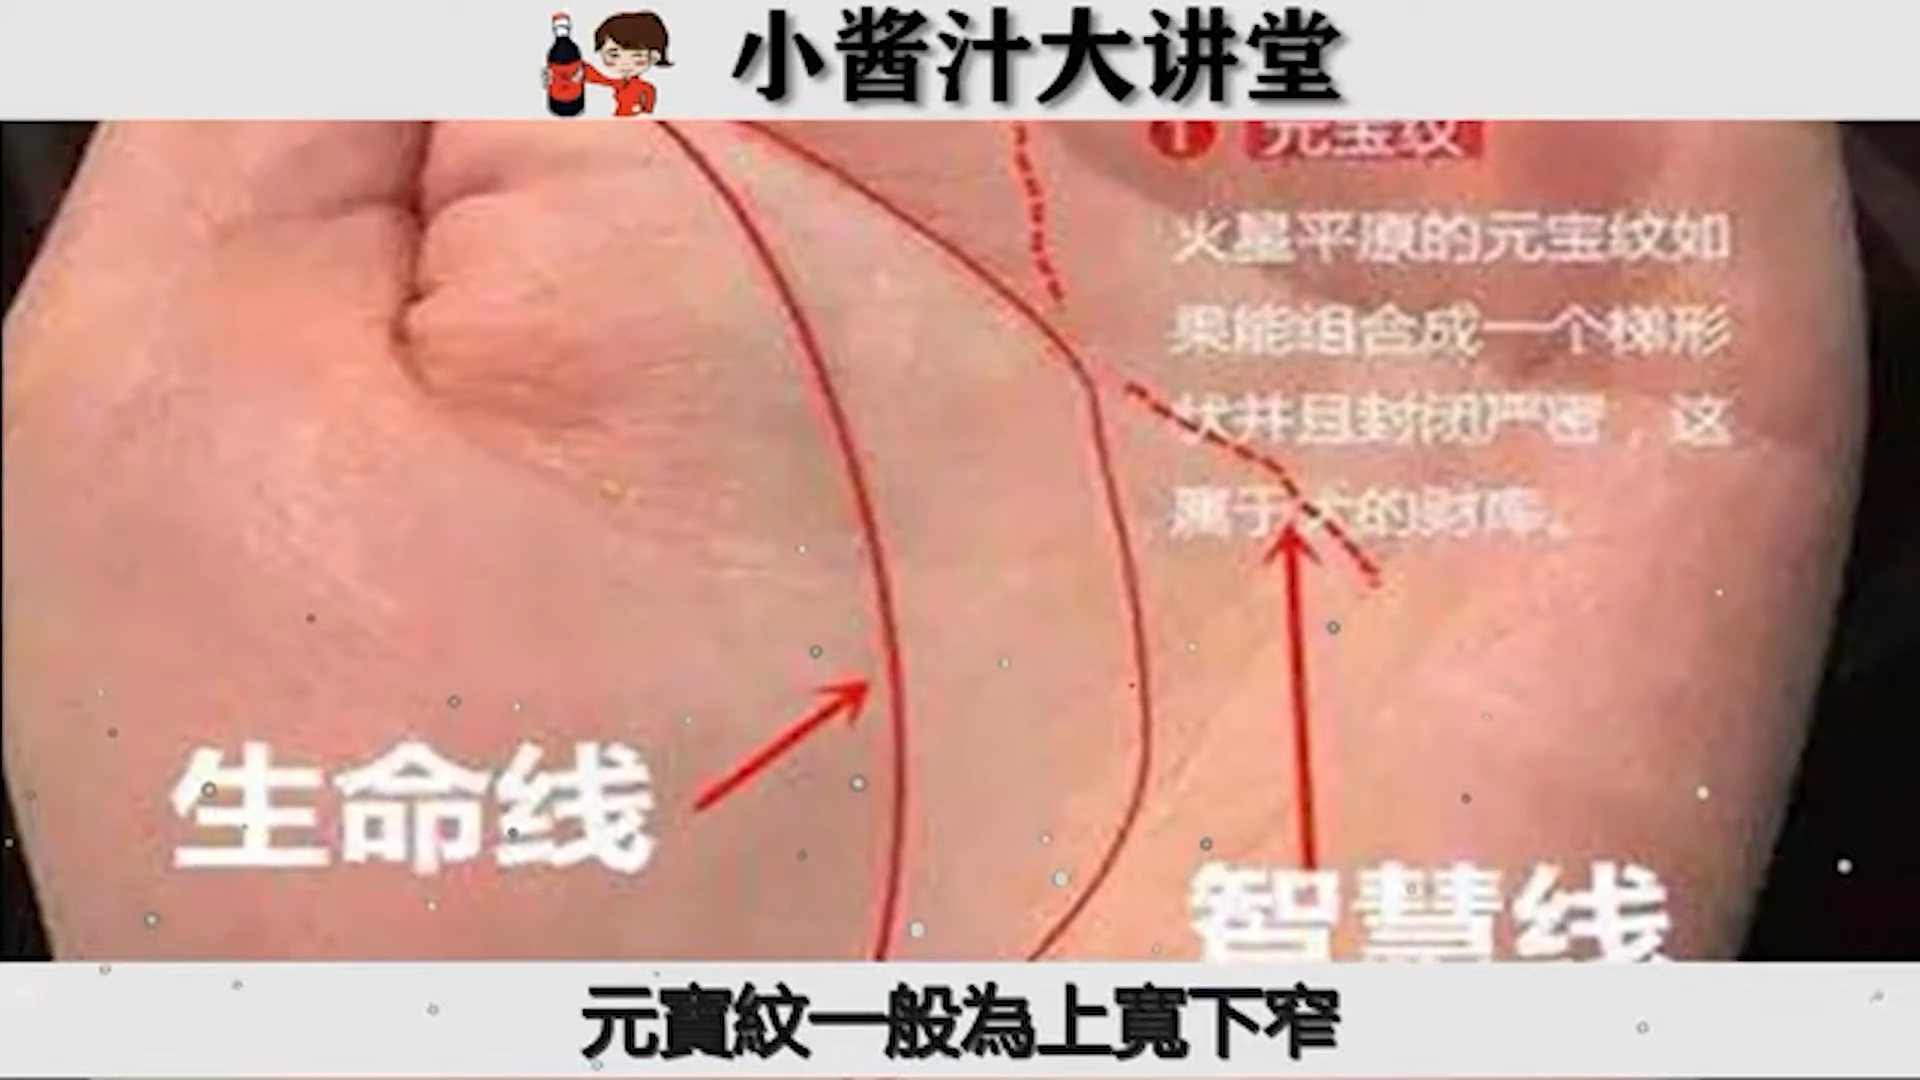 小酱汁大讲堂
1 元宝纹
火星平原的元宝纹如
果能组合成一个梯形
状并且封闭严密，这
属于大的财库。
生命线
智慧线
元寶紋一般為上寬下窄